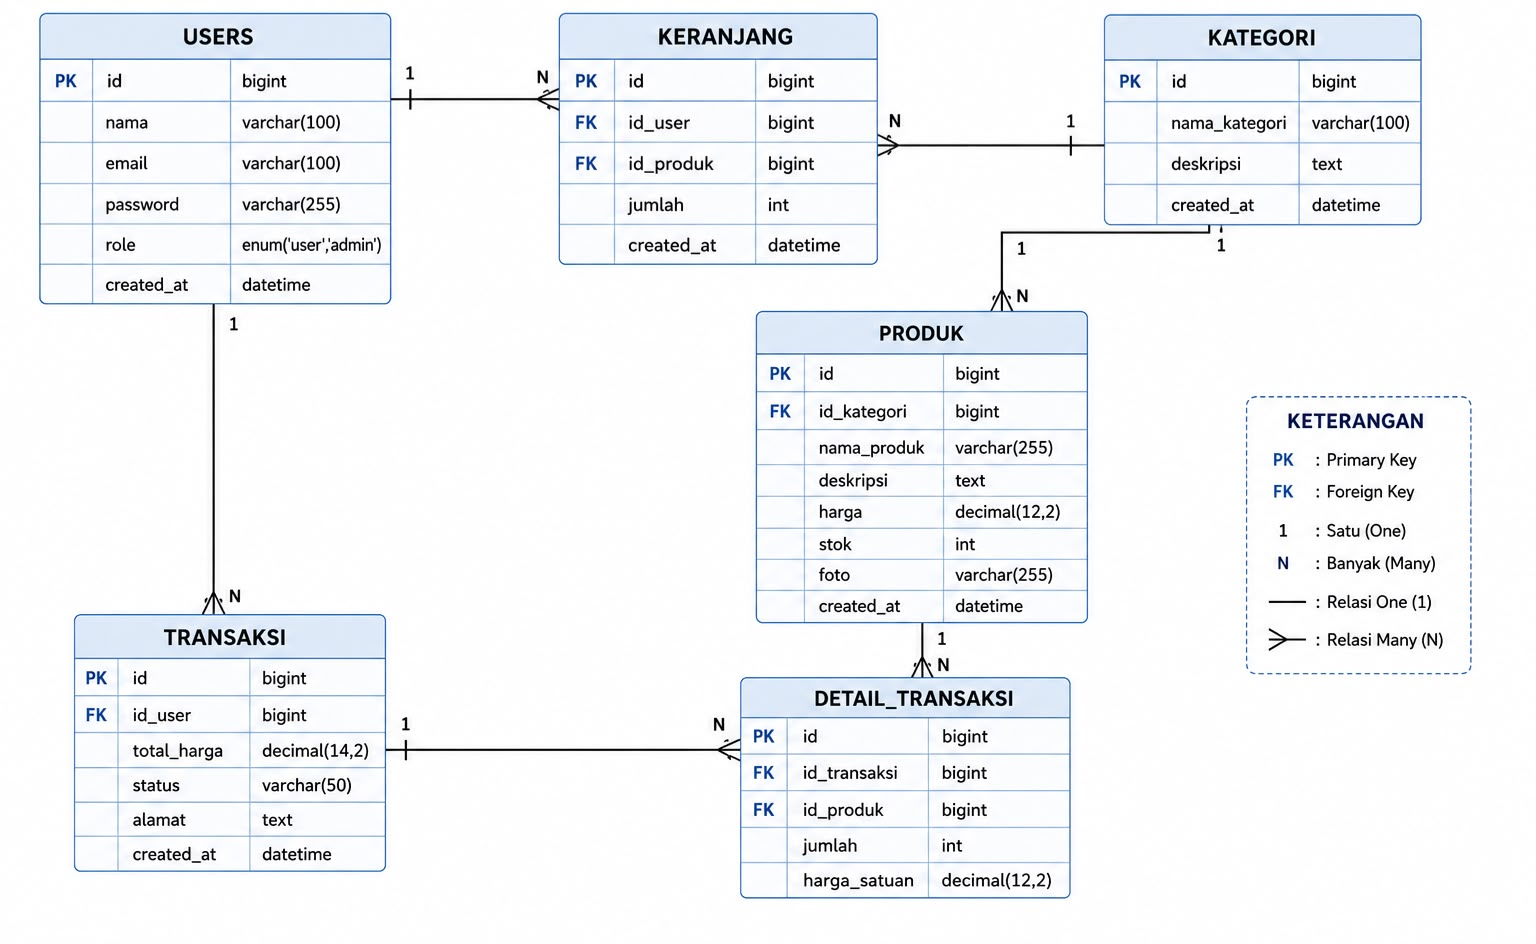 USERS
PK id bigint
nama varchar(100)
email varchar(100)
password varchar(255)
role enum('user','admin')
created_at datetime
1 N
KERANJANG
PK id bigint
FK id_user bigint
FK id_produk bigint
jumlah int
created_at datetime
N 1
KATEGORI
PK id bigint
nama_kategori varchar(100)
deskripsi text
created_at datetime
1
1
N
PRODUK
PK id bigint
FK id_kategori bigint
nama_produk varchar(255)
deskripsi text
harga decimal(12,2)
stok int
foto varchar(255)
created_at datetime
KETERANGAN
PK : Primary Key
FK : Foreign Key
1 : Satu (One)
N : Banyak (Many)
: Relasi One (1)
: Relasi Many (N)
1
N
TRANSAKSI
PK id bigint
FK id_user bigint
total_harga decimal(14,2)
status varchar(50)
alamat text
created_at datetime
1 N
1
N
DETAIL_TRANSAKSI
PK id bigint
FK id_transaksi bigint
FK id_produk bigint
jumlah int
harga_satuan decimal(12,2)